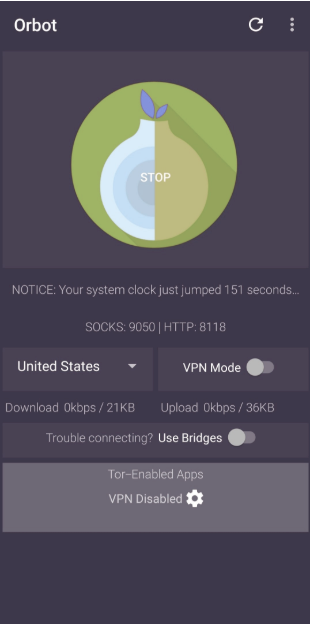 Orbot
STOP
NOTICE: Your system clock just jumped 151 seconds...
SOCKS: 9050 | HTTP: 8118
United States
VPN Mode
Download 0kbps / 21KB
Upload 0kbps / 36KB
Trouble connecting? Use Bridges
Tor–Enabled Apps
VPN Disabled